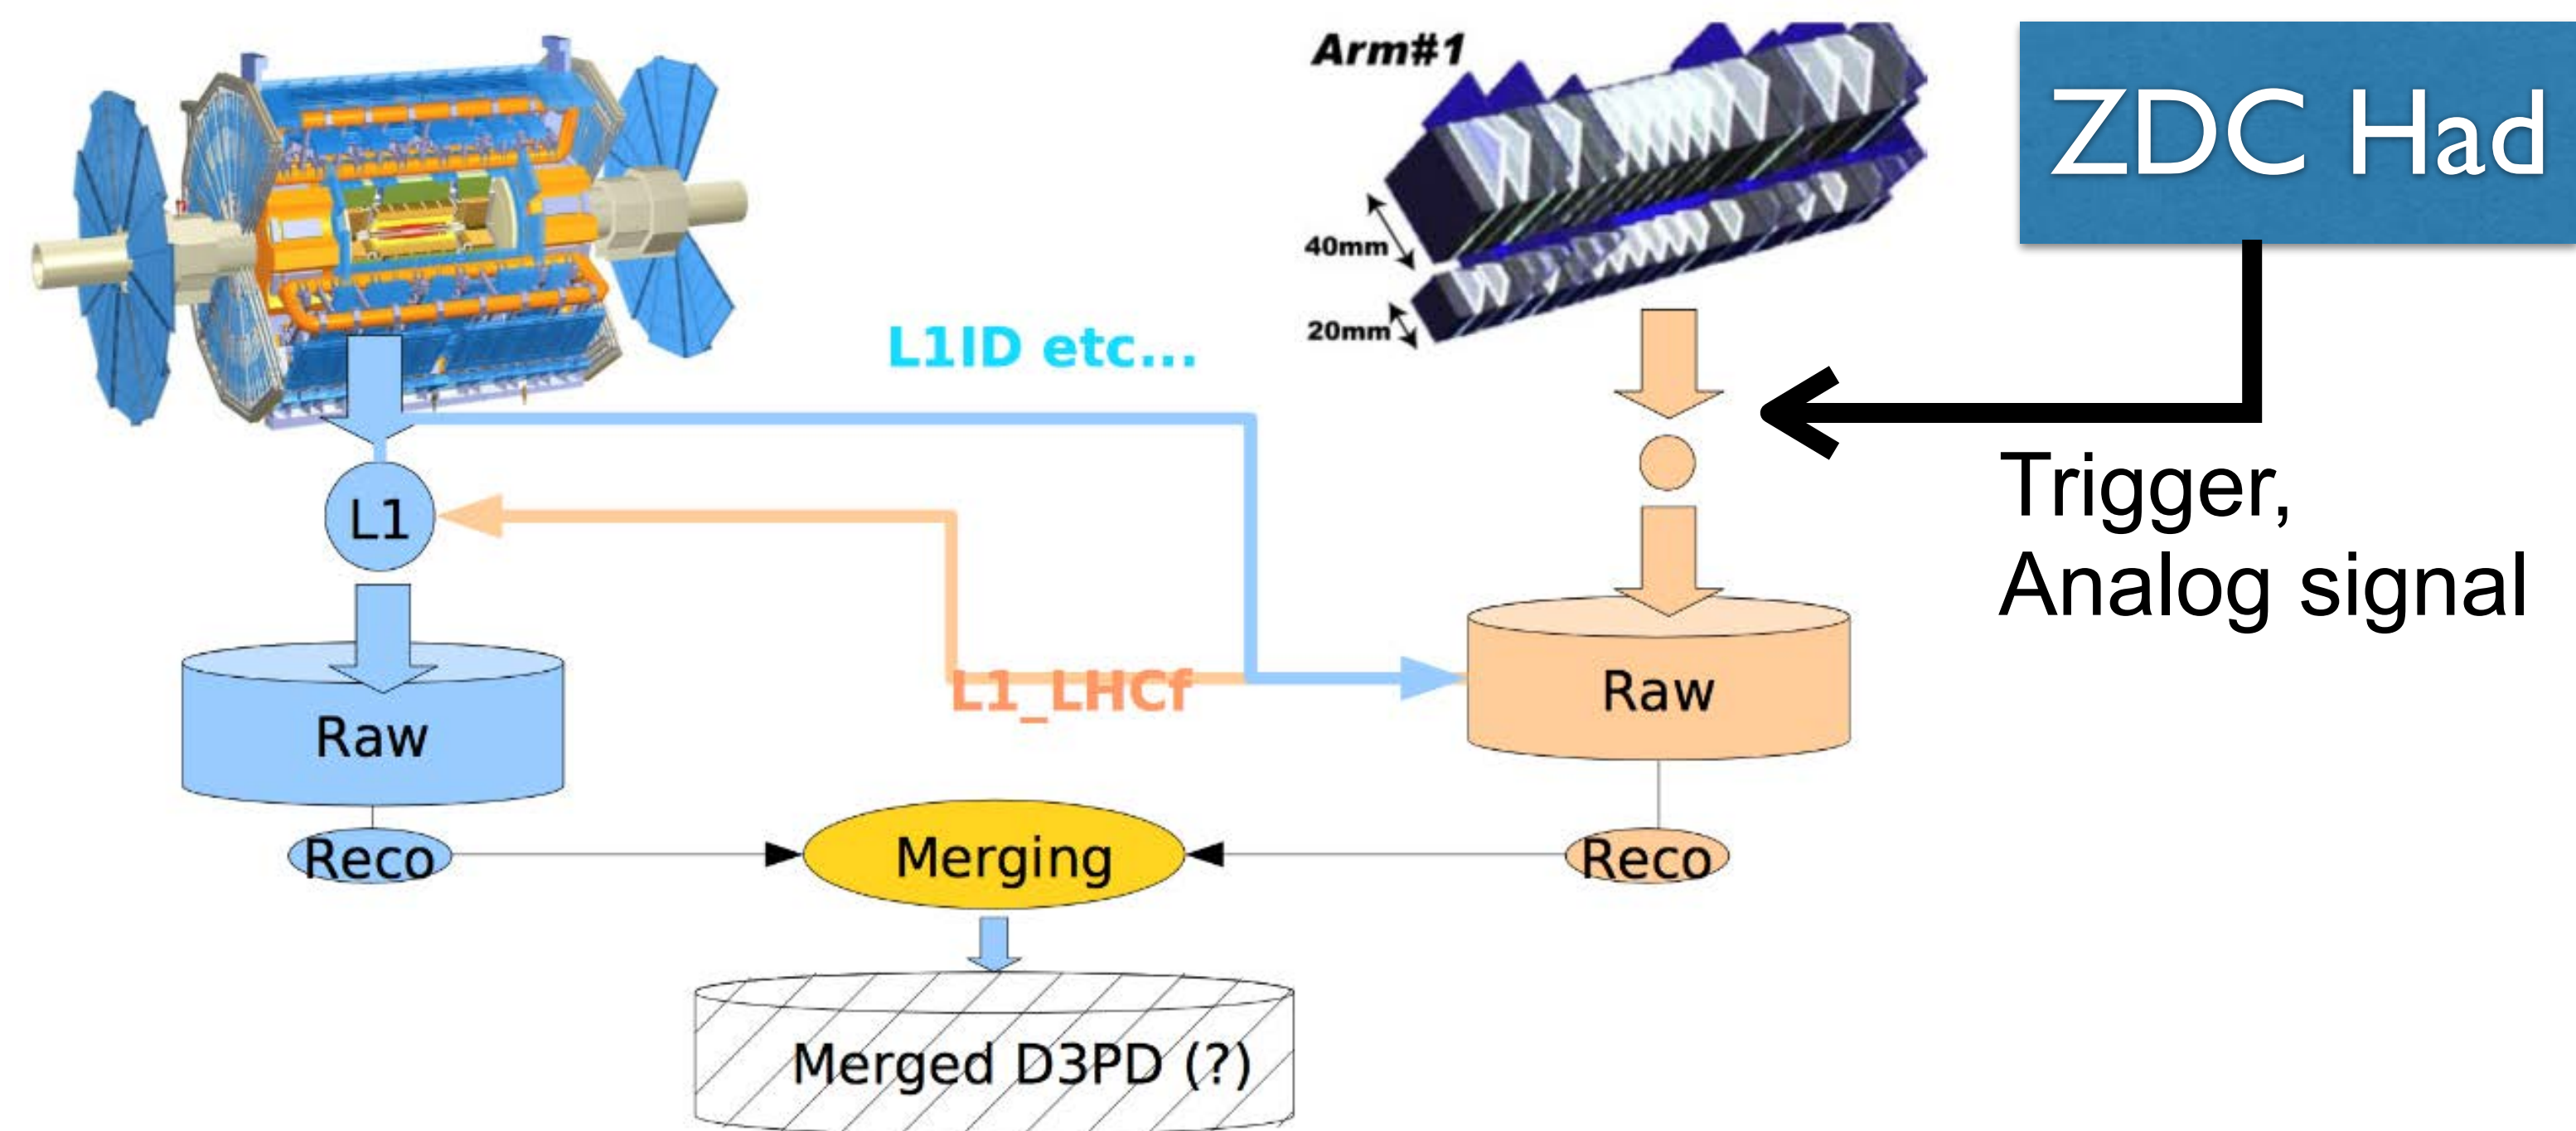 Arm#1
ZDC Had
40mm
20mm
L1ID etc...
Trigger,
Analog signal
L1
L1_LHCf
Raw
Raw
Reco
Merging
Reco
Merged D3PD (?)